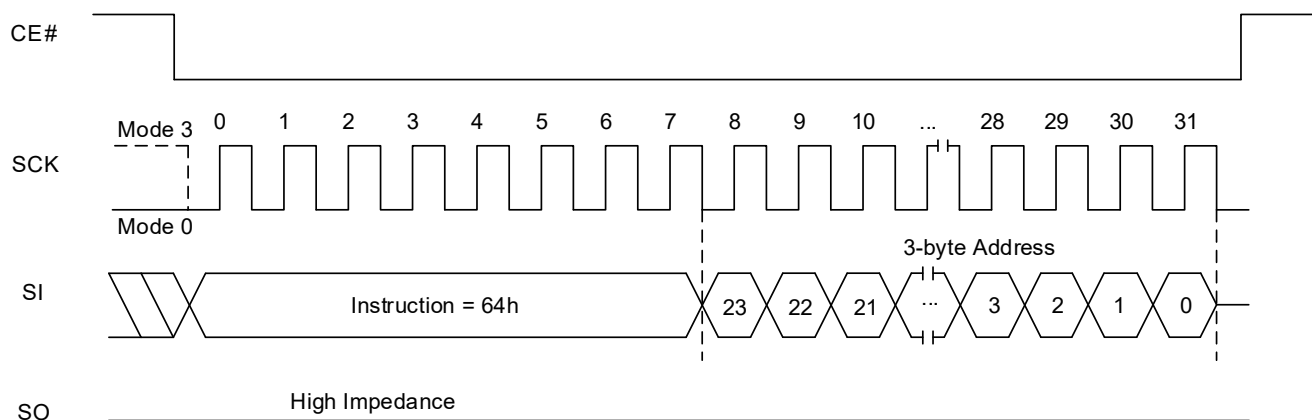 CE#
Mode 3
0 1 2 3 4 5 6 7 8 9 10 ... 28 29 30 31
SCK
Mode 0
3-byte Address
SI
Instruction = 64h
23 22 21 ... 3 2 1 0
High Impedance
SO